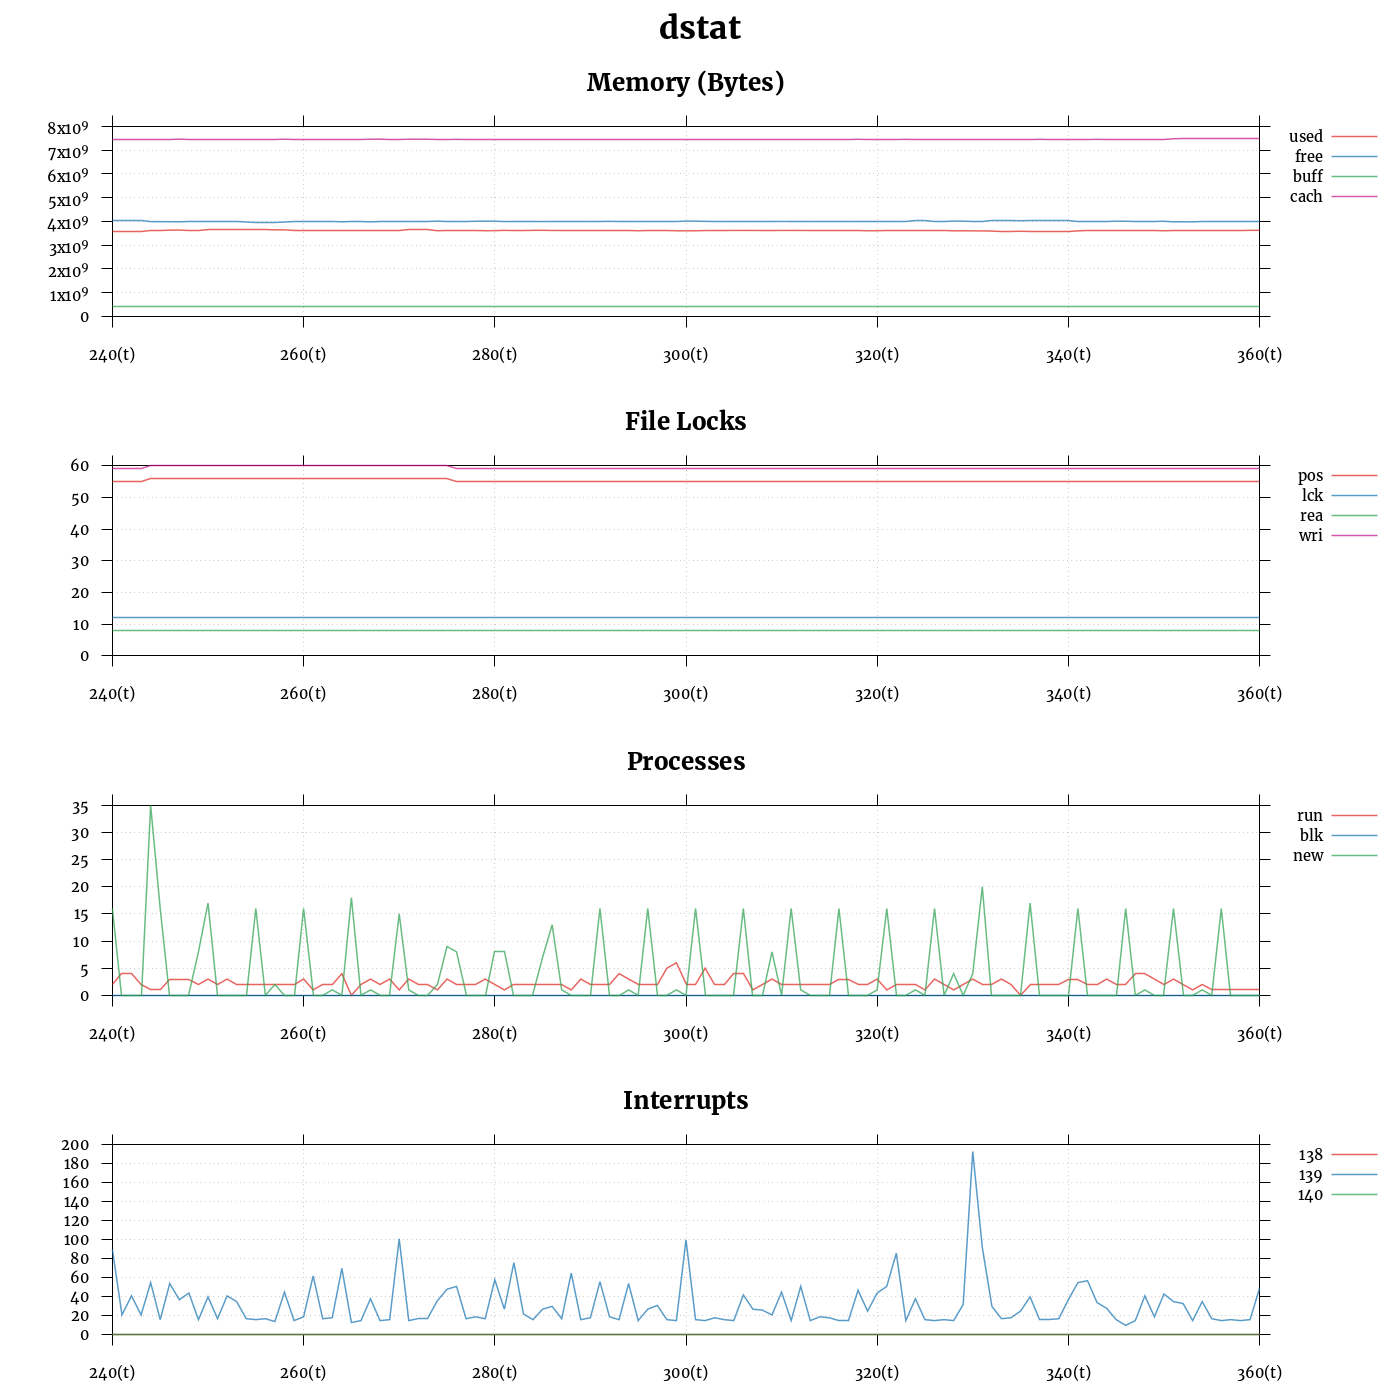 dstat
Memory (Bytes)
8x10⁹
7x10⁹
6x10⁹
5x10⁹
4x10⁹
3x10⁹
2x10⁹
1x10⁹
0
240(t) 260(t) 280(t) 300(t) 320(t) 340(t) 360(t)
used
free
buff
cach
File Locks
60
50
40
30
20
10
0
240(t) 260(t) 280(t) 300(t) 320(t) 340(t) 360(t)
pos
lck
rea
wri
Processes
35
30
25
20
15
10
5
0
240(t) 260(t) 280(t) 300(t) 320(t) 340(t) 360(t)
run
blk
new
Interrupts
200
180
160
140
120
100
80
60
40
20
0
240(t) 260(t) 280(t) 300(t) 320(t) 340(t) 360(t)
138
139
140